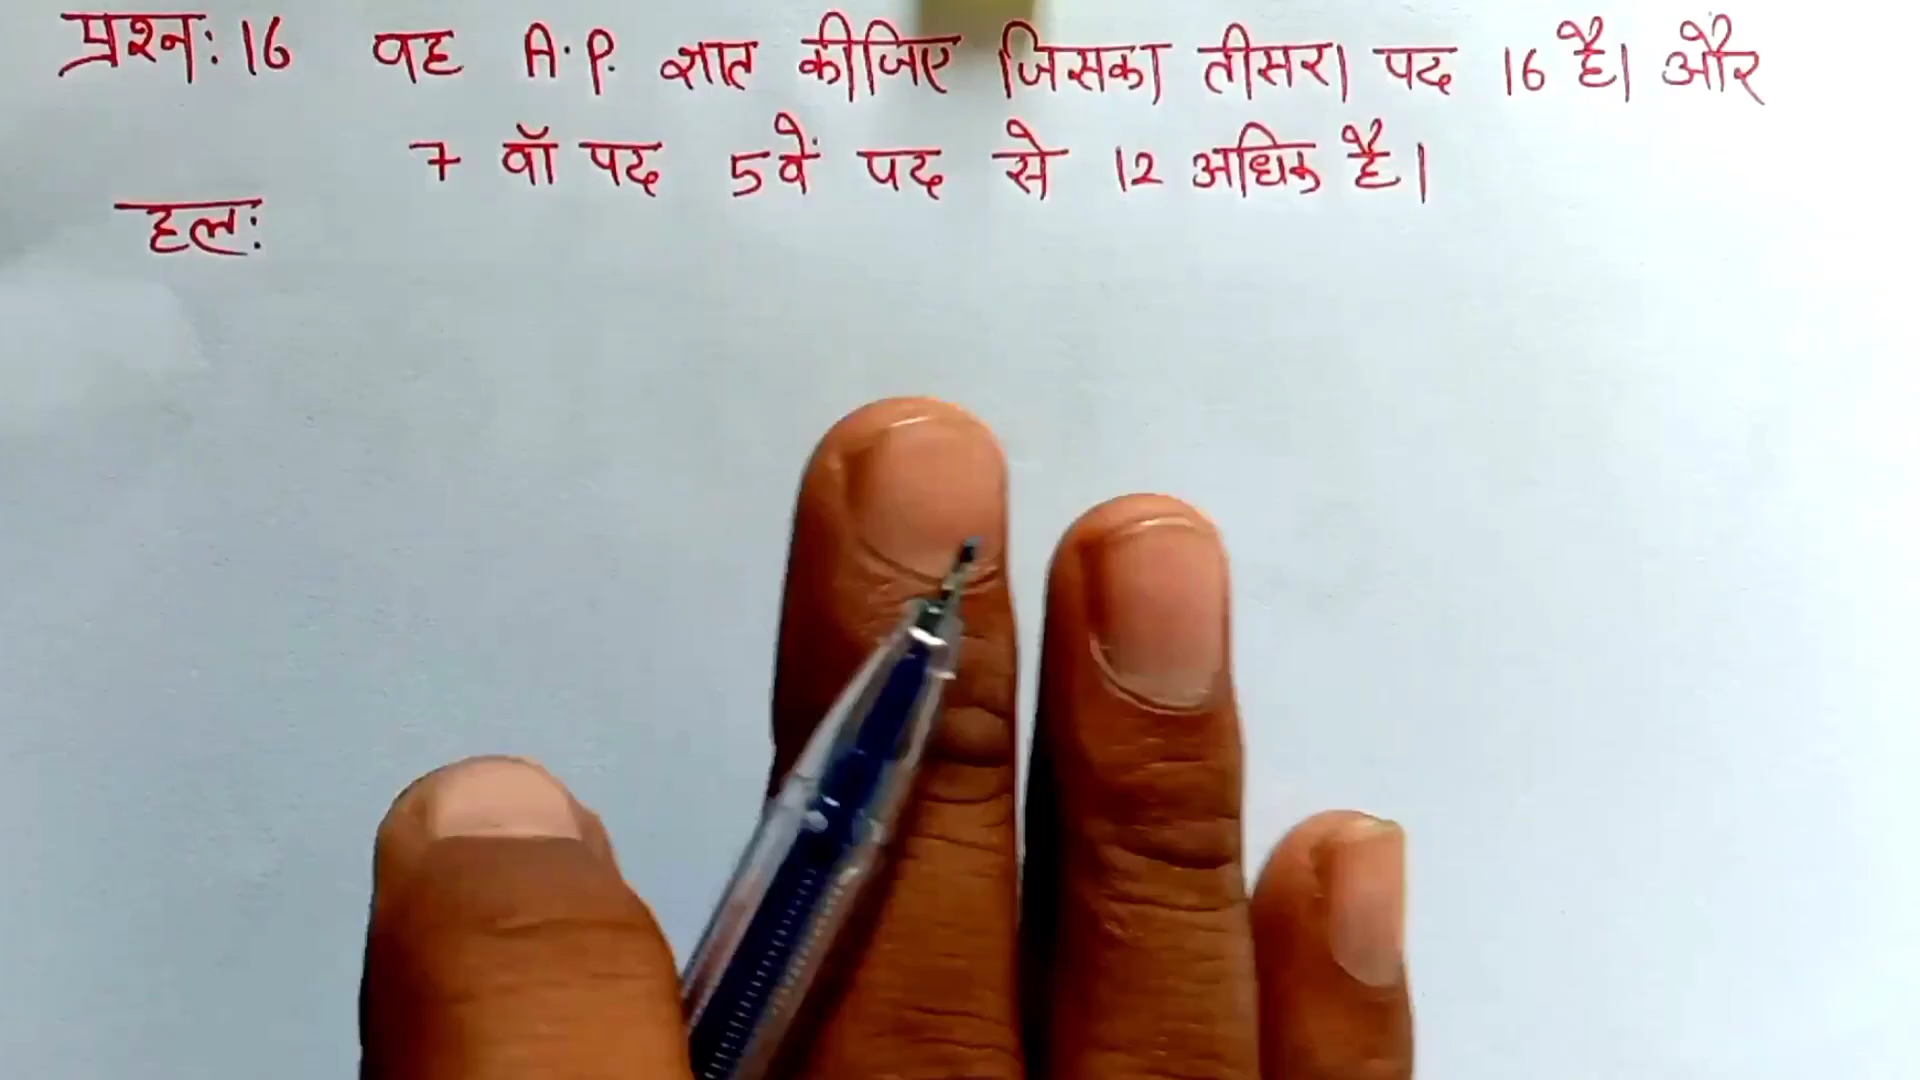 प्रश्न: 16 वह A.P. ज्ञात कीजिए जिसका तीसरा पद 16 है। और
7 वॉ पद 5वें पद से 12 अधिक है।
हल: